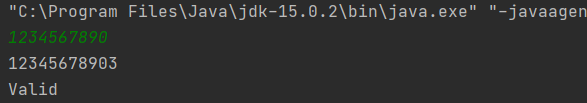 "C:\Program Files\Java\jdk-15.0.2\bin\java.exe" "-javaagen
1234567890
12345678903
Valid